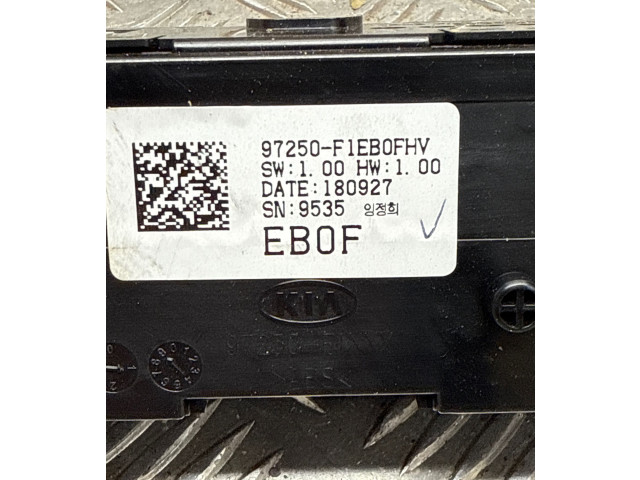 97250-F1EB0FHV
SW:1.00 HW:1.00
DATE:180927
SN:9535 임정희
EB0F
KIA